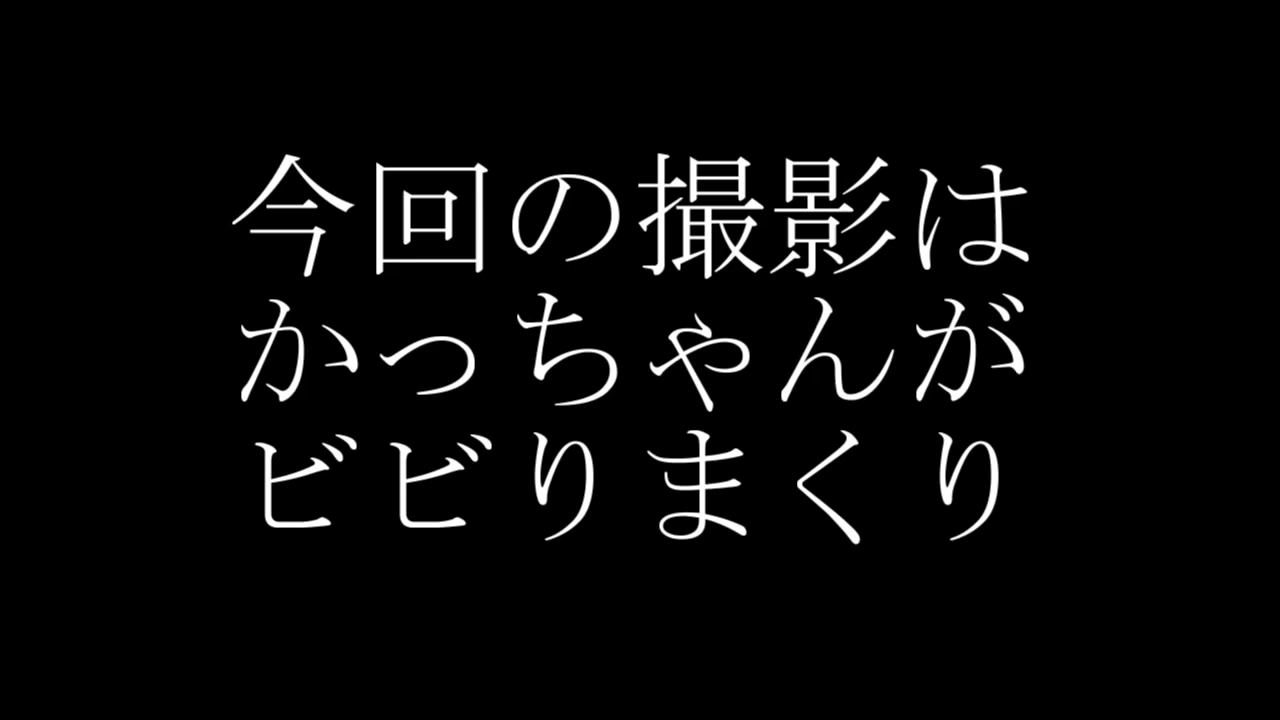 今回の撮影は
かっちゃんが
ビビりまくり